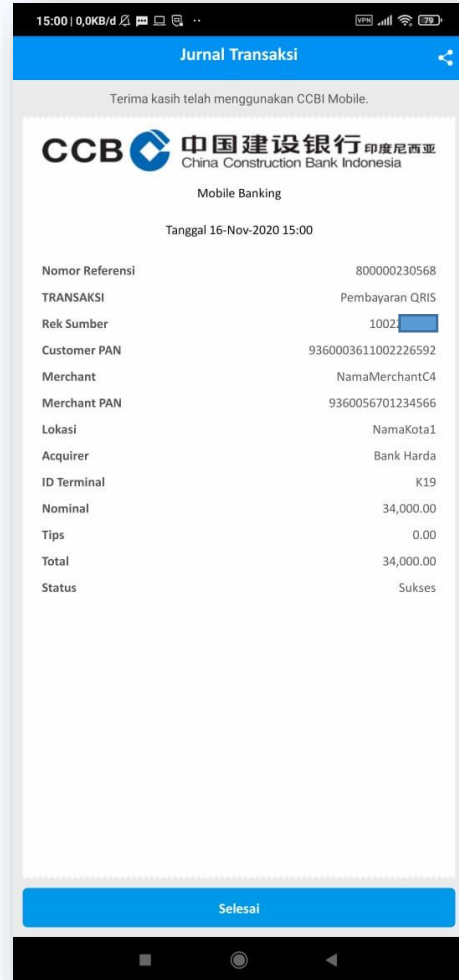 15:00 | 0,0KB/d
VPN 79
Jurnal Transaksi
Terima kasih telah menggunakan CCBI Mobile.
CCB 中国建设银行 印度尼西亚
China Construction Bank Indonesia
Mobile Banking
Tanggal 16-Nov-2020 15:00
Nomor Referensi 800000230568
TRANSAKSI Pembayaran QRIS
Rek Sumber 1002
Customer PAN 9360003611002226592
Merchant NamaMerchantC4
Merchant PAN 9360056701234566
Lokasi NamaKota1
Acquirer Bank Harda
ID Terminal K19
Nominal 34,000.00
Tips 0.00
Total 34,000.00
Status Sukses
Selesai